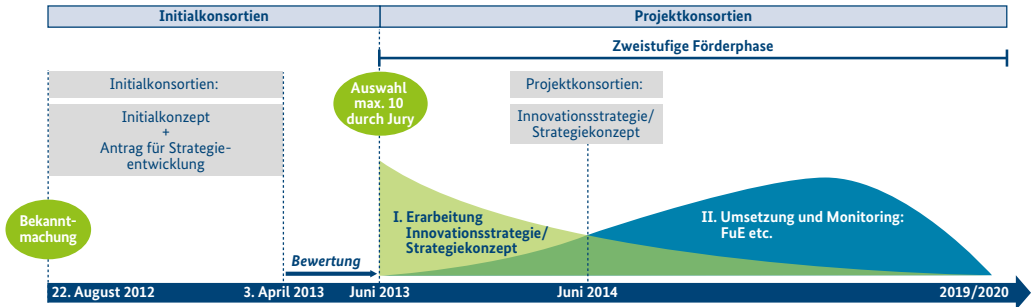 Initialkonsortien
Projektkonsortien
Zweistufige Förderphase
Initialkonsortien:
Initialkonzept
+
Antrag für Strategie-
entwicklung
Auswahl
max. 10
durch Jury
Projektkonsortien:
Innovationsstrategie/
Strategiekonzept
Bekannt-
machung
I. Erarbeitung
Innovationsstrategie/
Strategiekonzept
II. Umsetzung und Monitoring:
FuE etc.
Bewertung
22. August 2012
3. April 2013
Juni 2013
Juni 2014
2019/2020